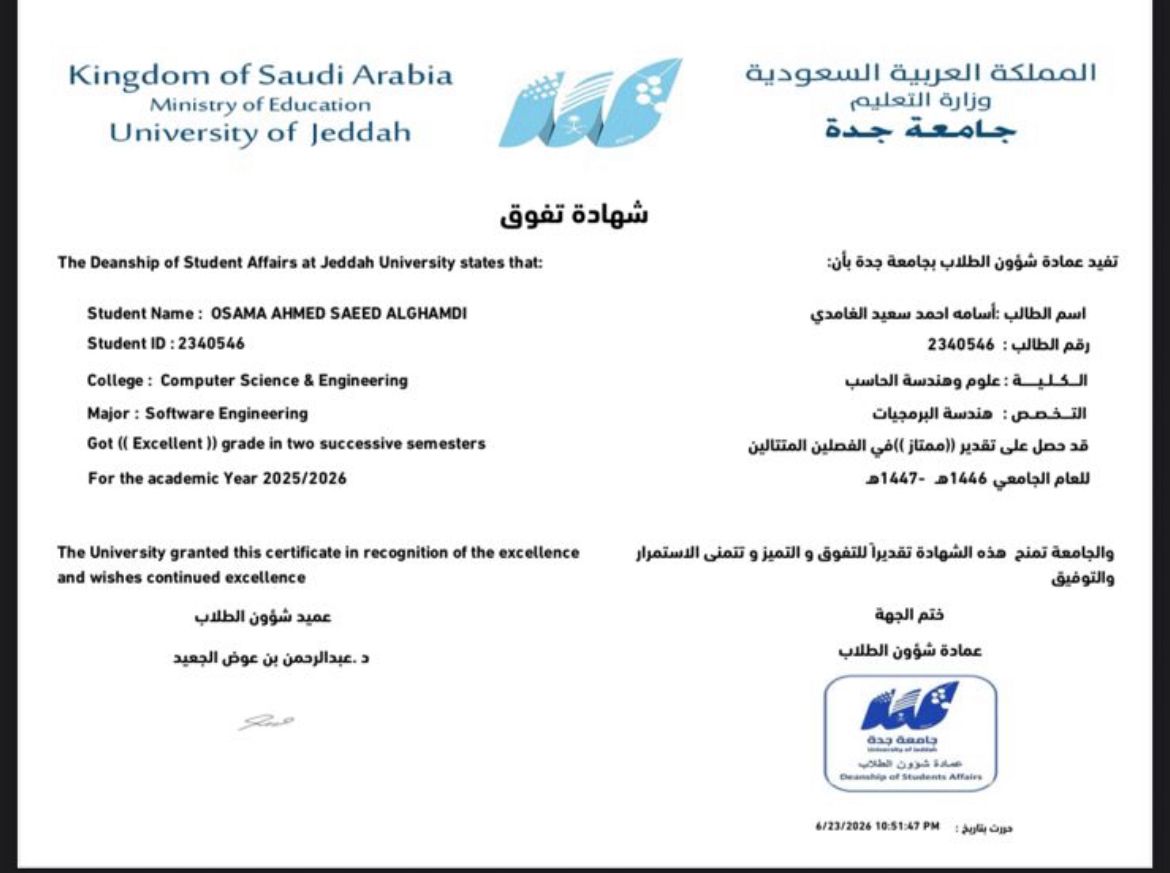 Kingdom of Saudi Arabia
Ministry of Education
University of Jeddah
المملكة العربية السعودية
وزارة التعليم
جامعة جدة
شهادة تفوق
The Deanship of Student Affairs at Jeddah University states that:
Student Name : OSAMA AHMED SAEED ALGHAMDI
Student ID : 2340546
College : Computer Science & Engineering
Major : Software Engineering
Got (( Excellent )) grade in two successive semesters
For the academic Year 2025/2026
The University granted this certificate in recognition of the excellence
and wishes continued excellence
تفيد عمادة شؤون الطلاب بجامعة جدة بأن:
اسم الطالب :أسامه احمد سعيد الغامدي
رقم الطالب : 2340546
الــكــلــيــــة : علوم وهندسة الحاسب
التــخــصــص : هندسة البرمجيات
قد حصل على تقدير ((ممتاز ))في الفصلين المتتالين
للعام الجامعي 1446هـ -1447هـ
والجامعة تمنح هذه الشهادة تقديراً للتفوق و التميز و تتمنى الاستمرار
والتوفيق
عميد شؤون الطلاب
د .عبدالرحمن بن عوض الجعيد
ختم الجهة
عمادة شؤون الطلاب
جامعة جدة
University of Jeddah
عمادة شؤون الطلاب
Deanship of Students Affairs
حررت بتاريخ : 6/23/2026 10:51:47 PM